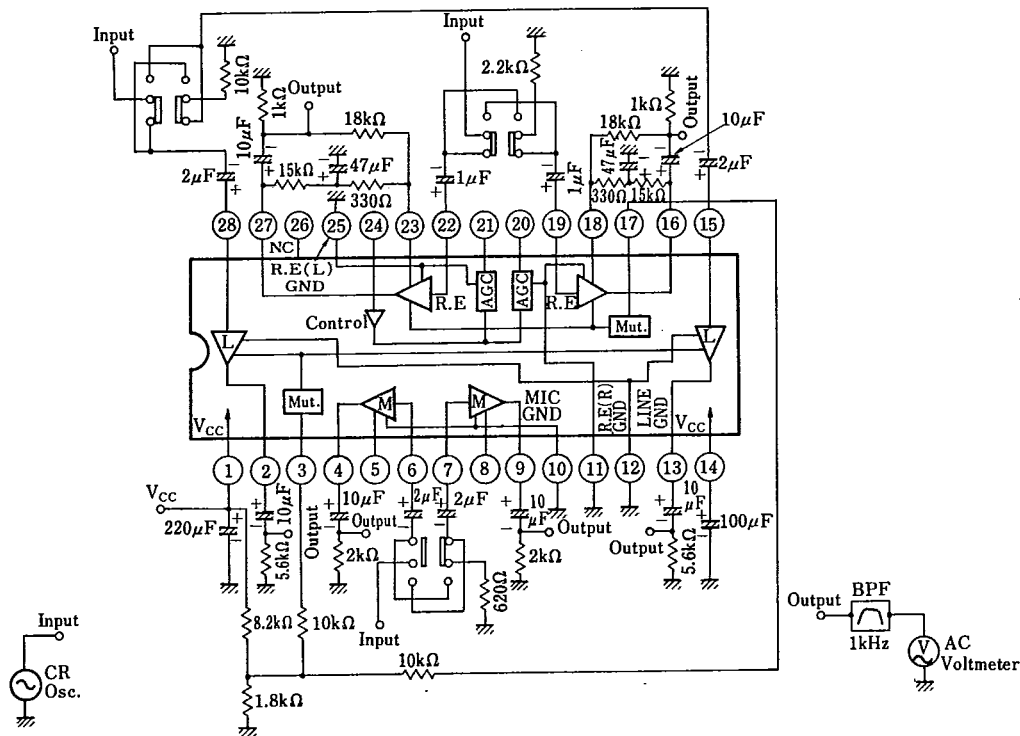 Input
10kΩ
1kΩ
Output
10μF
18kΩ
47μF
15kΩ
330Ω
2μF
Input
2.2kΩ
1μF
1μF
1kΩ
Output
18kΩ
10μF
47μF
330Ω
15kΩ
2μF
28 27 26 25 24 23 22 21 20 19 18 17 16 15
NC
R.E(L)
GND
R.E
AGC
AGC
R.E
Control
Mut.
L
L
Mut.
M
M
MIC
GND
R.E(R)
GND
LINE
GND
VCC
VCC
1 2 3 4 5 6 7 8 9 10 11 12 13 14
VCC
220μF
10μF
5.6kΩ
Output
10μF
Output
2kΩ
2μF
2μF
10
μF
Output
2kΩ
620Ω
Input
10
μF
Output
5.6kΩ
100μF
8.2kΩ
10kΩ
10kΩ
1.8kΩ
Input
CR
Osc.
Output
BPF
1kHz
V
AC
Voltmeter